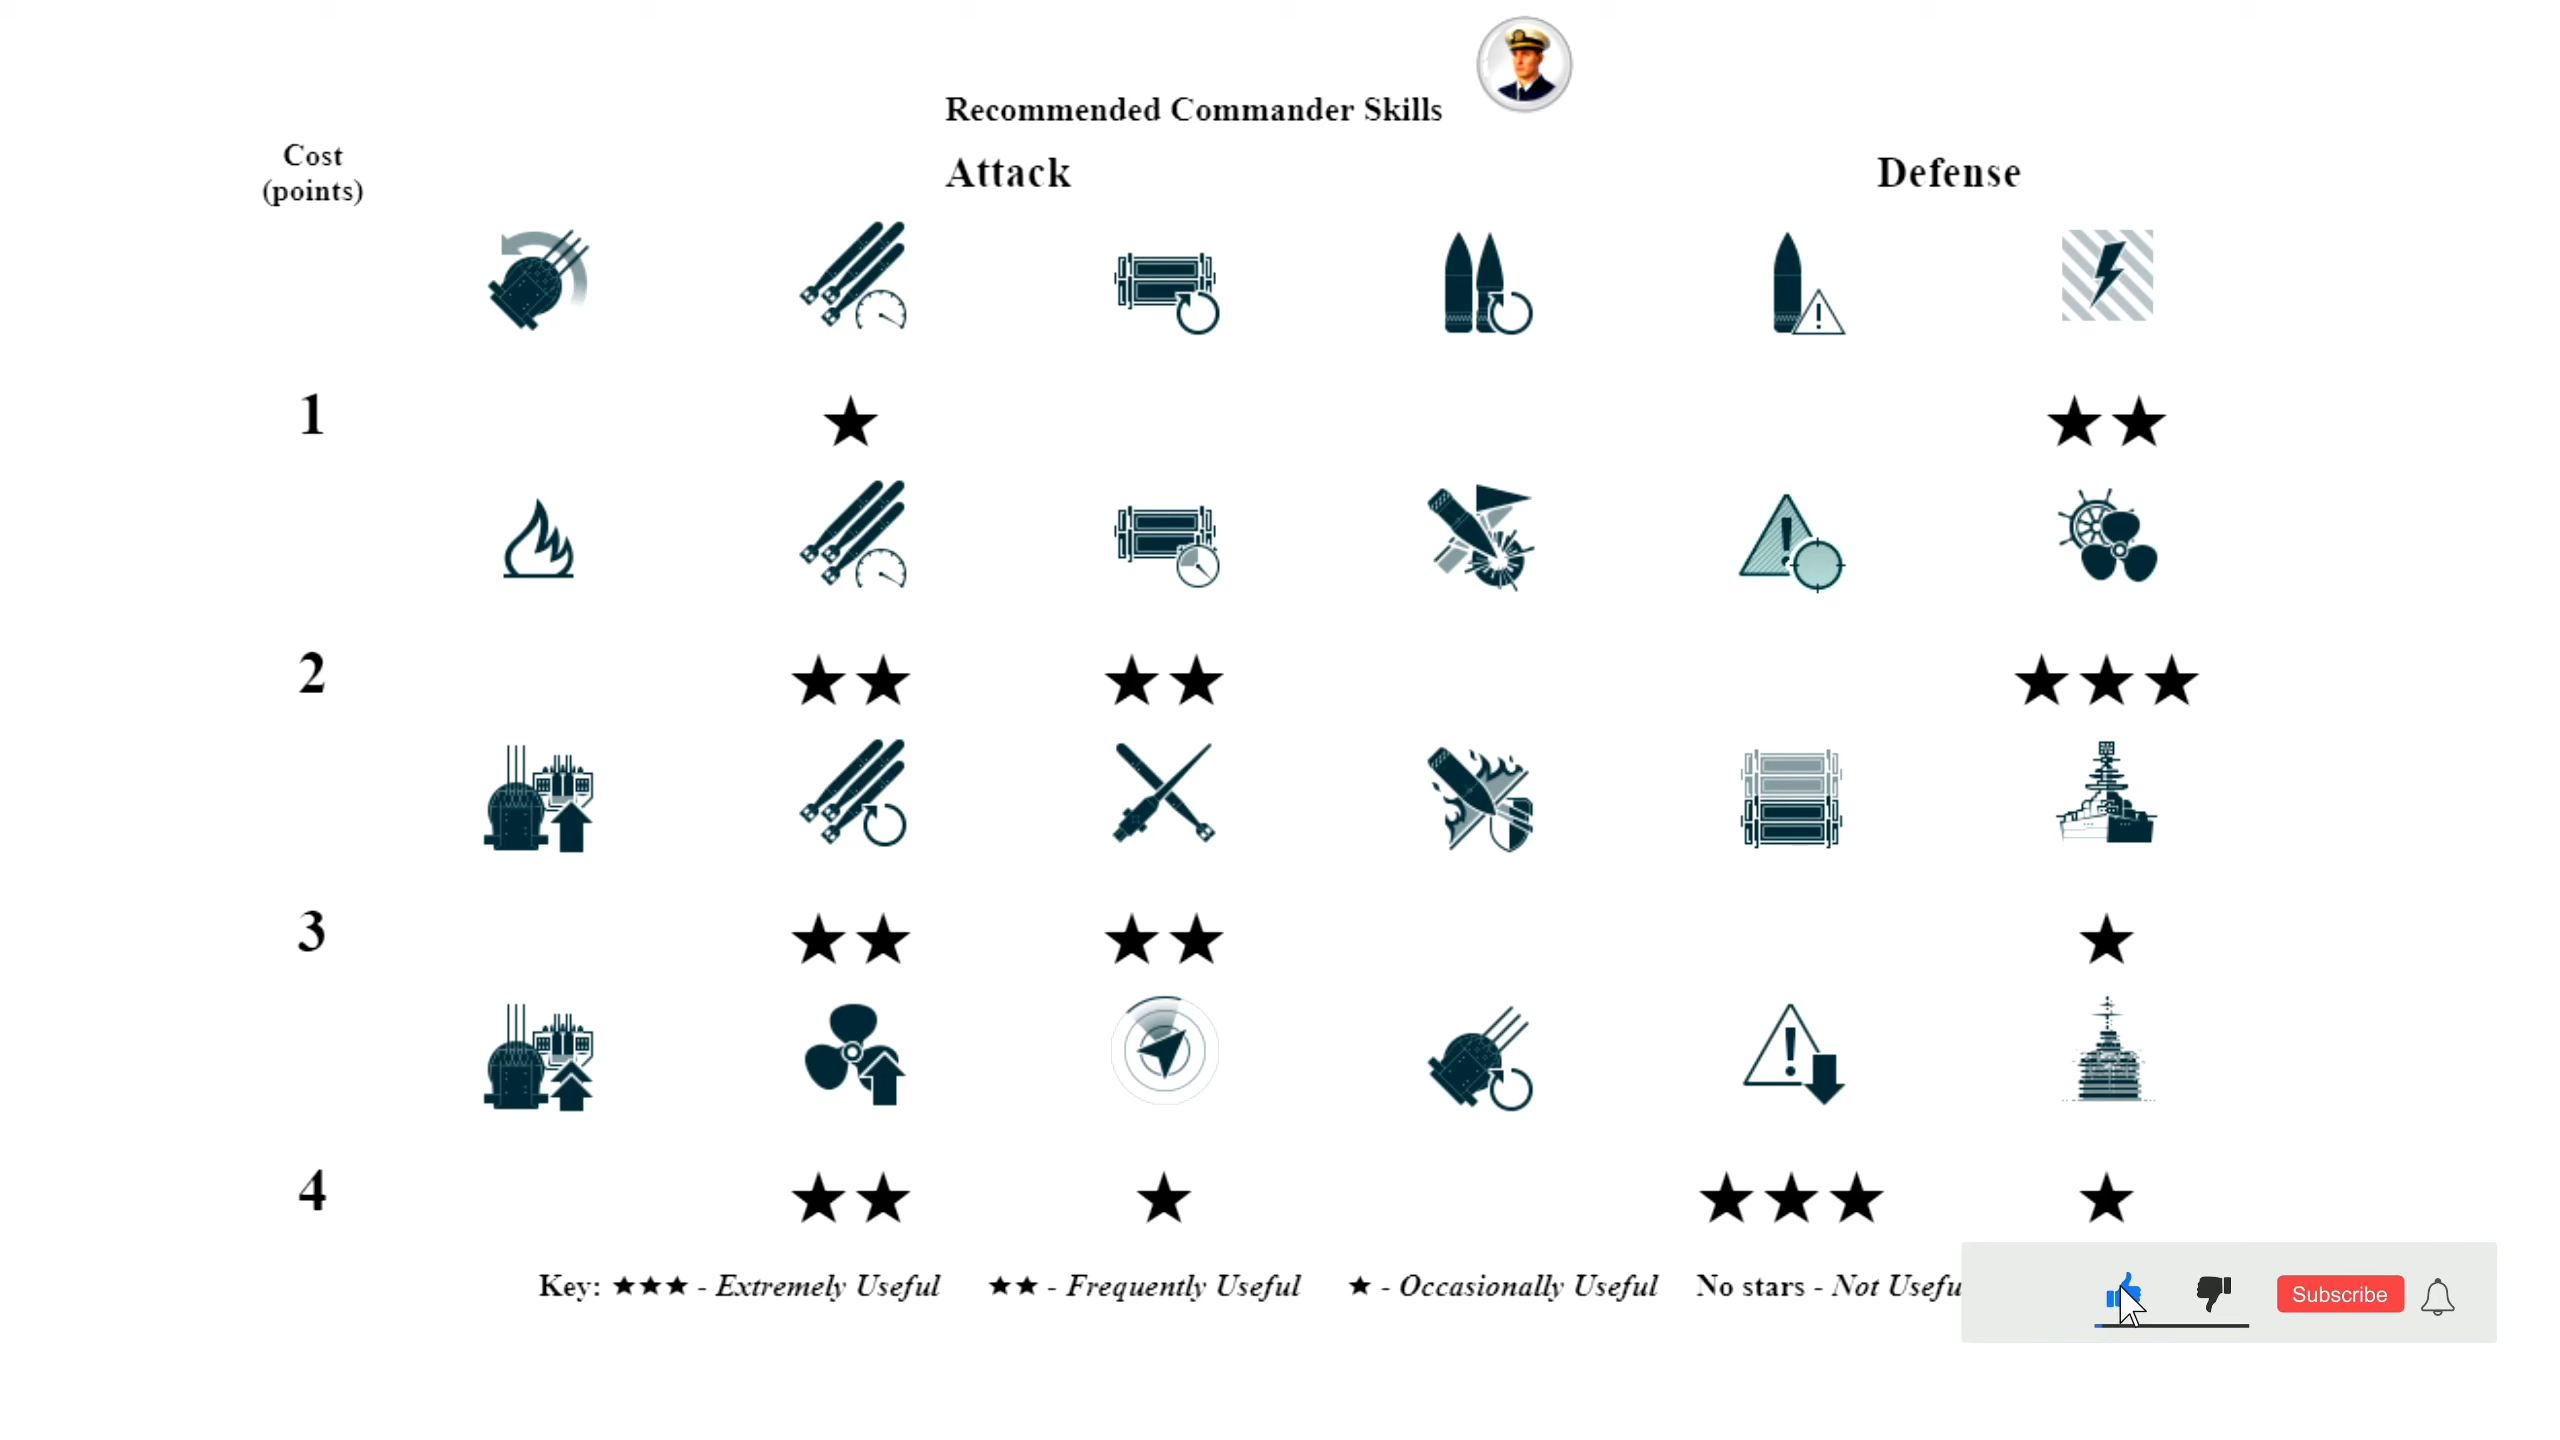 Recommended Commander Skills
Cost
(points)
Attack
Defense
1
★
★★
2
★★
★★
★★★
3
★★
★★
★
4
★★
★
★★★
★
Key: ★★★ - Extremely Useful ★★ - Frequently Useful ★ - Occasionally Useful No stars - Not Usefu
Subscribe